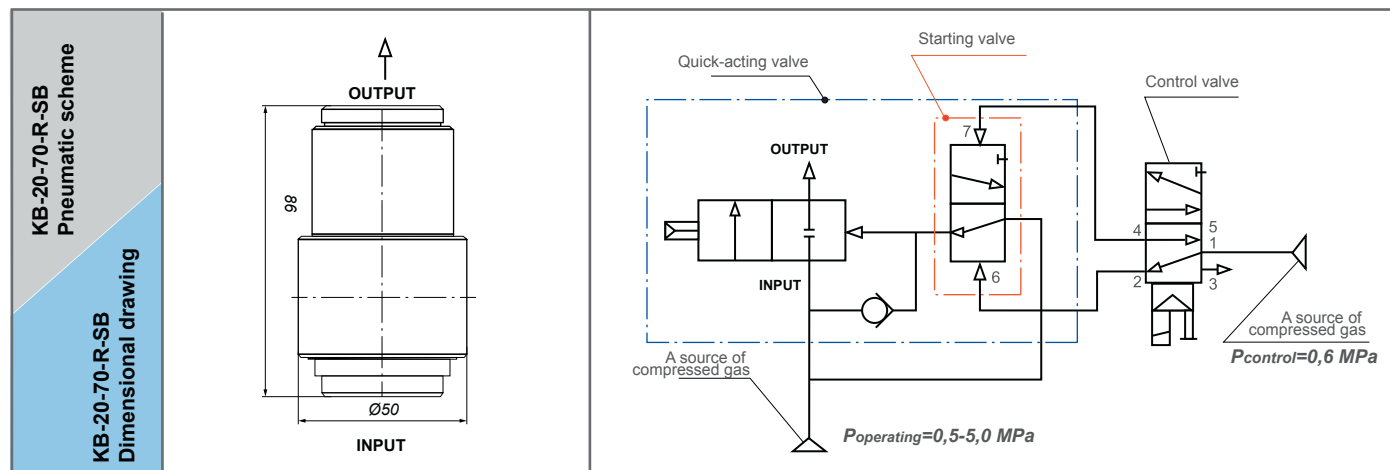 KB-20-70-R-SB
Pneumatic scheme
KB-20-70-R-SB
Dimensional drawing
OUTPUT
98
Ø50
INPUT
Starting valve
Quick-acting valve
Control valve
7
OUTPUT
4
5
1
INPUT
6
2
3
A source of
compressed gas
Pcontrol=0,6 MPa
A source of
compressed gas
Poperating=0,5-5,0 MPa